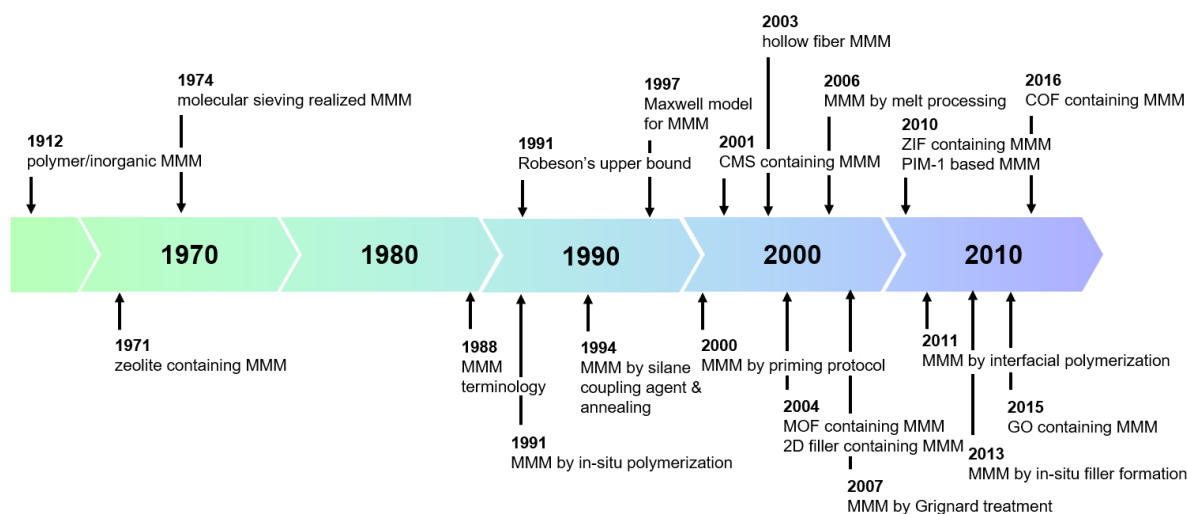 2003
hollow fiber MMM
1974
molecular sieving realized MMM
1997
Maxwell model
for MMM
2006
MMM by melt processing
2016
COF containing MMM
1912
polymer/inorganic MMM
1991
Robeson's upper bound
2001
CMS containing MMM
2010
ZIF containing MMM
PIM-1 based MMM
1970
1980
1990
2000
2010
1971
zeolite containing MMM
1988
MMM
terminology
1994
MMM by silane
coupling agent &
annealing
2000
MMM by priming protocol
2011
MMM by interfacial polymerization
2004
MOF containing MMM
2D filler containing MMM
2015
GO containing MMM
1991
MMM by in-situ polymerization
2013
MMM by in-situ filler formation
2007
MMM by Grignard treatment